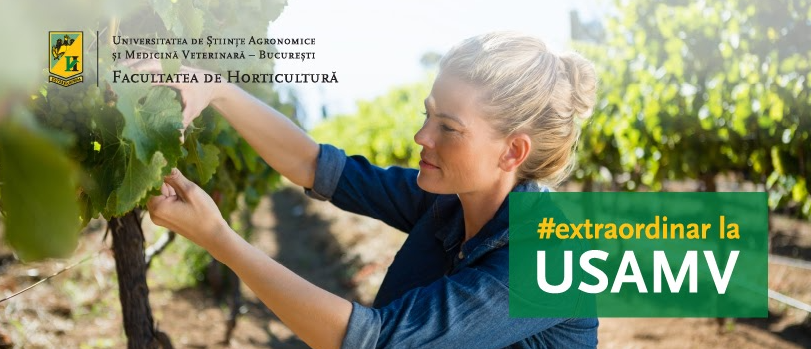 Universitatea de Științe Agronomice
și Medicină Veterinară – București
Facultatea de Horticultură
#extraordinar la
USAMV